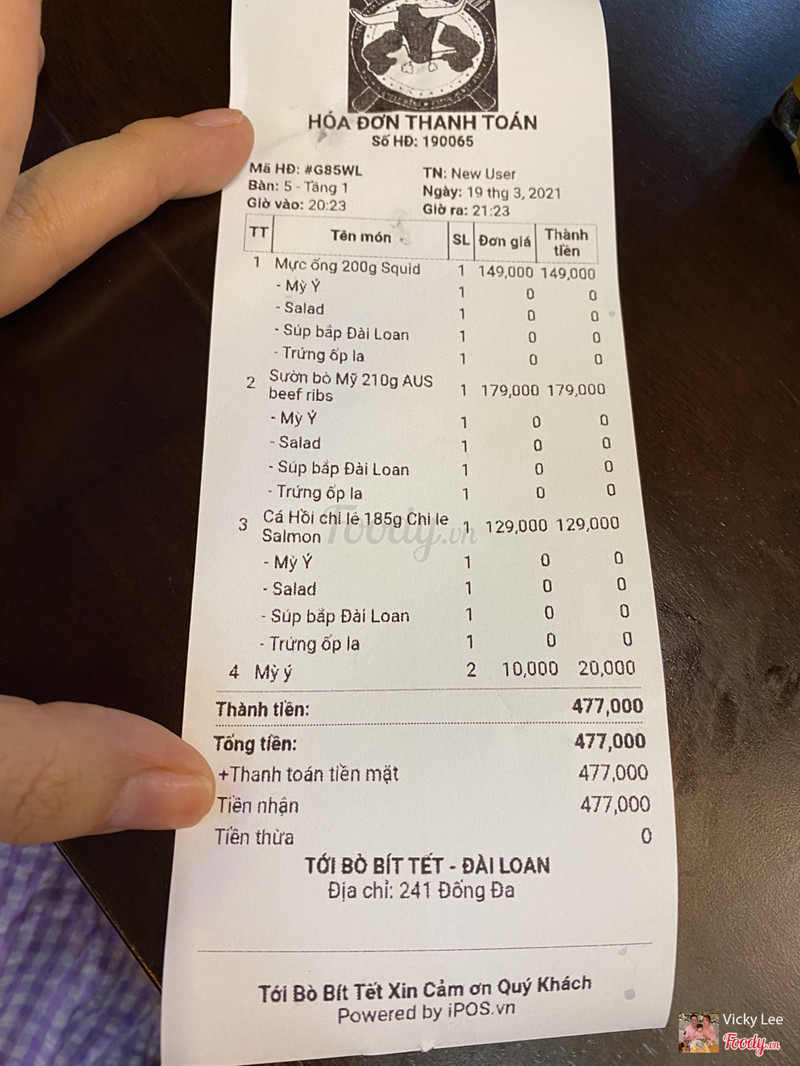 HÓA ĐƠN THANH TOÁN
Số HĐ: 190065
Mã HĐ: #G85WL TN: New User
Bàn: 5 - Tầng 1 Ngày: 19 thg 3, 2021
Giờ vào: 20:23 Giờ ra: 21:23
TT Tên món SL Đơn giá Thành tiền
1 Mực ống 200g Squid 1 149,000 149,000
- Mỳ Ý 1 0 0
- Salad 1 0 0
- Súp bắp Đài Loan 1 0 0
- Trứng ốp la 1 0 0
2 Sườn bò Mỹ 210g AUS
beef ribs 1 179,000 179,000
- Mỳ Ý 1 0 0
- Salad 1 0 0
- Súp bắp Đài Loan 1 0 0
- Trứng ốp la 1 0 0
3 Cá Hồi chi lê 185g Chi le
Salmon 1 129,000 129,000
- Mỳ Ý 1 0 0
- Salad 1 0 0
- Súp bắp Đài Loan 1 0 0
- Trứng ốp la 1 0 0
4 Mỳ ý 2 10,000 20,000
Thành tiền: 477,000
Tổng tiền: 477,000
+Thanh toán tiền mặt 477,000
Tiền nhận 477,000
Tiền thừa 0
TỚI BÒ BÍT TẾT - ĐÀI LOAN
Địa chỉ: 241 Đống Đa
Tới Bò Bít Tết Xin Cảm ơn Quý Khách
Powered by iPOS.vn
Foody.vn
Vicky Lee
Foody.vn